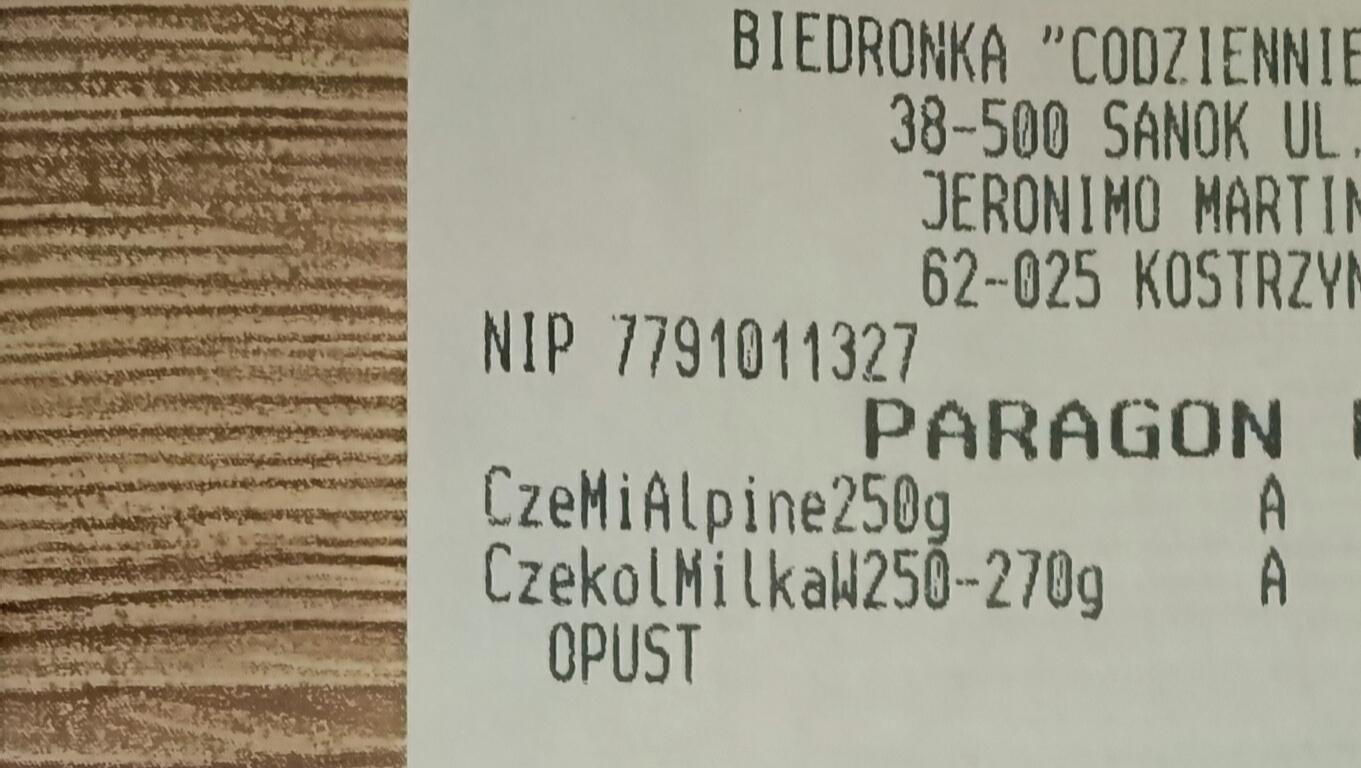 BIEDRONKA "CODZIENNIE
38-500 SANOK UL.
JERONIMO MARTIN
62-025 KOSTRZYN
NIP 7791011327
PARAGON
CzeMiAlpine250g A
CzekolMilkaW250-270g A
OPUST